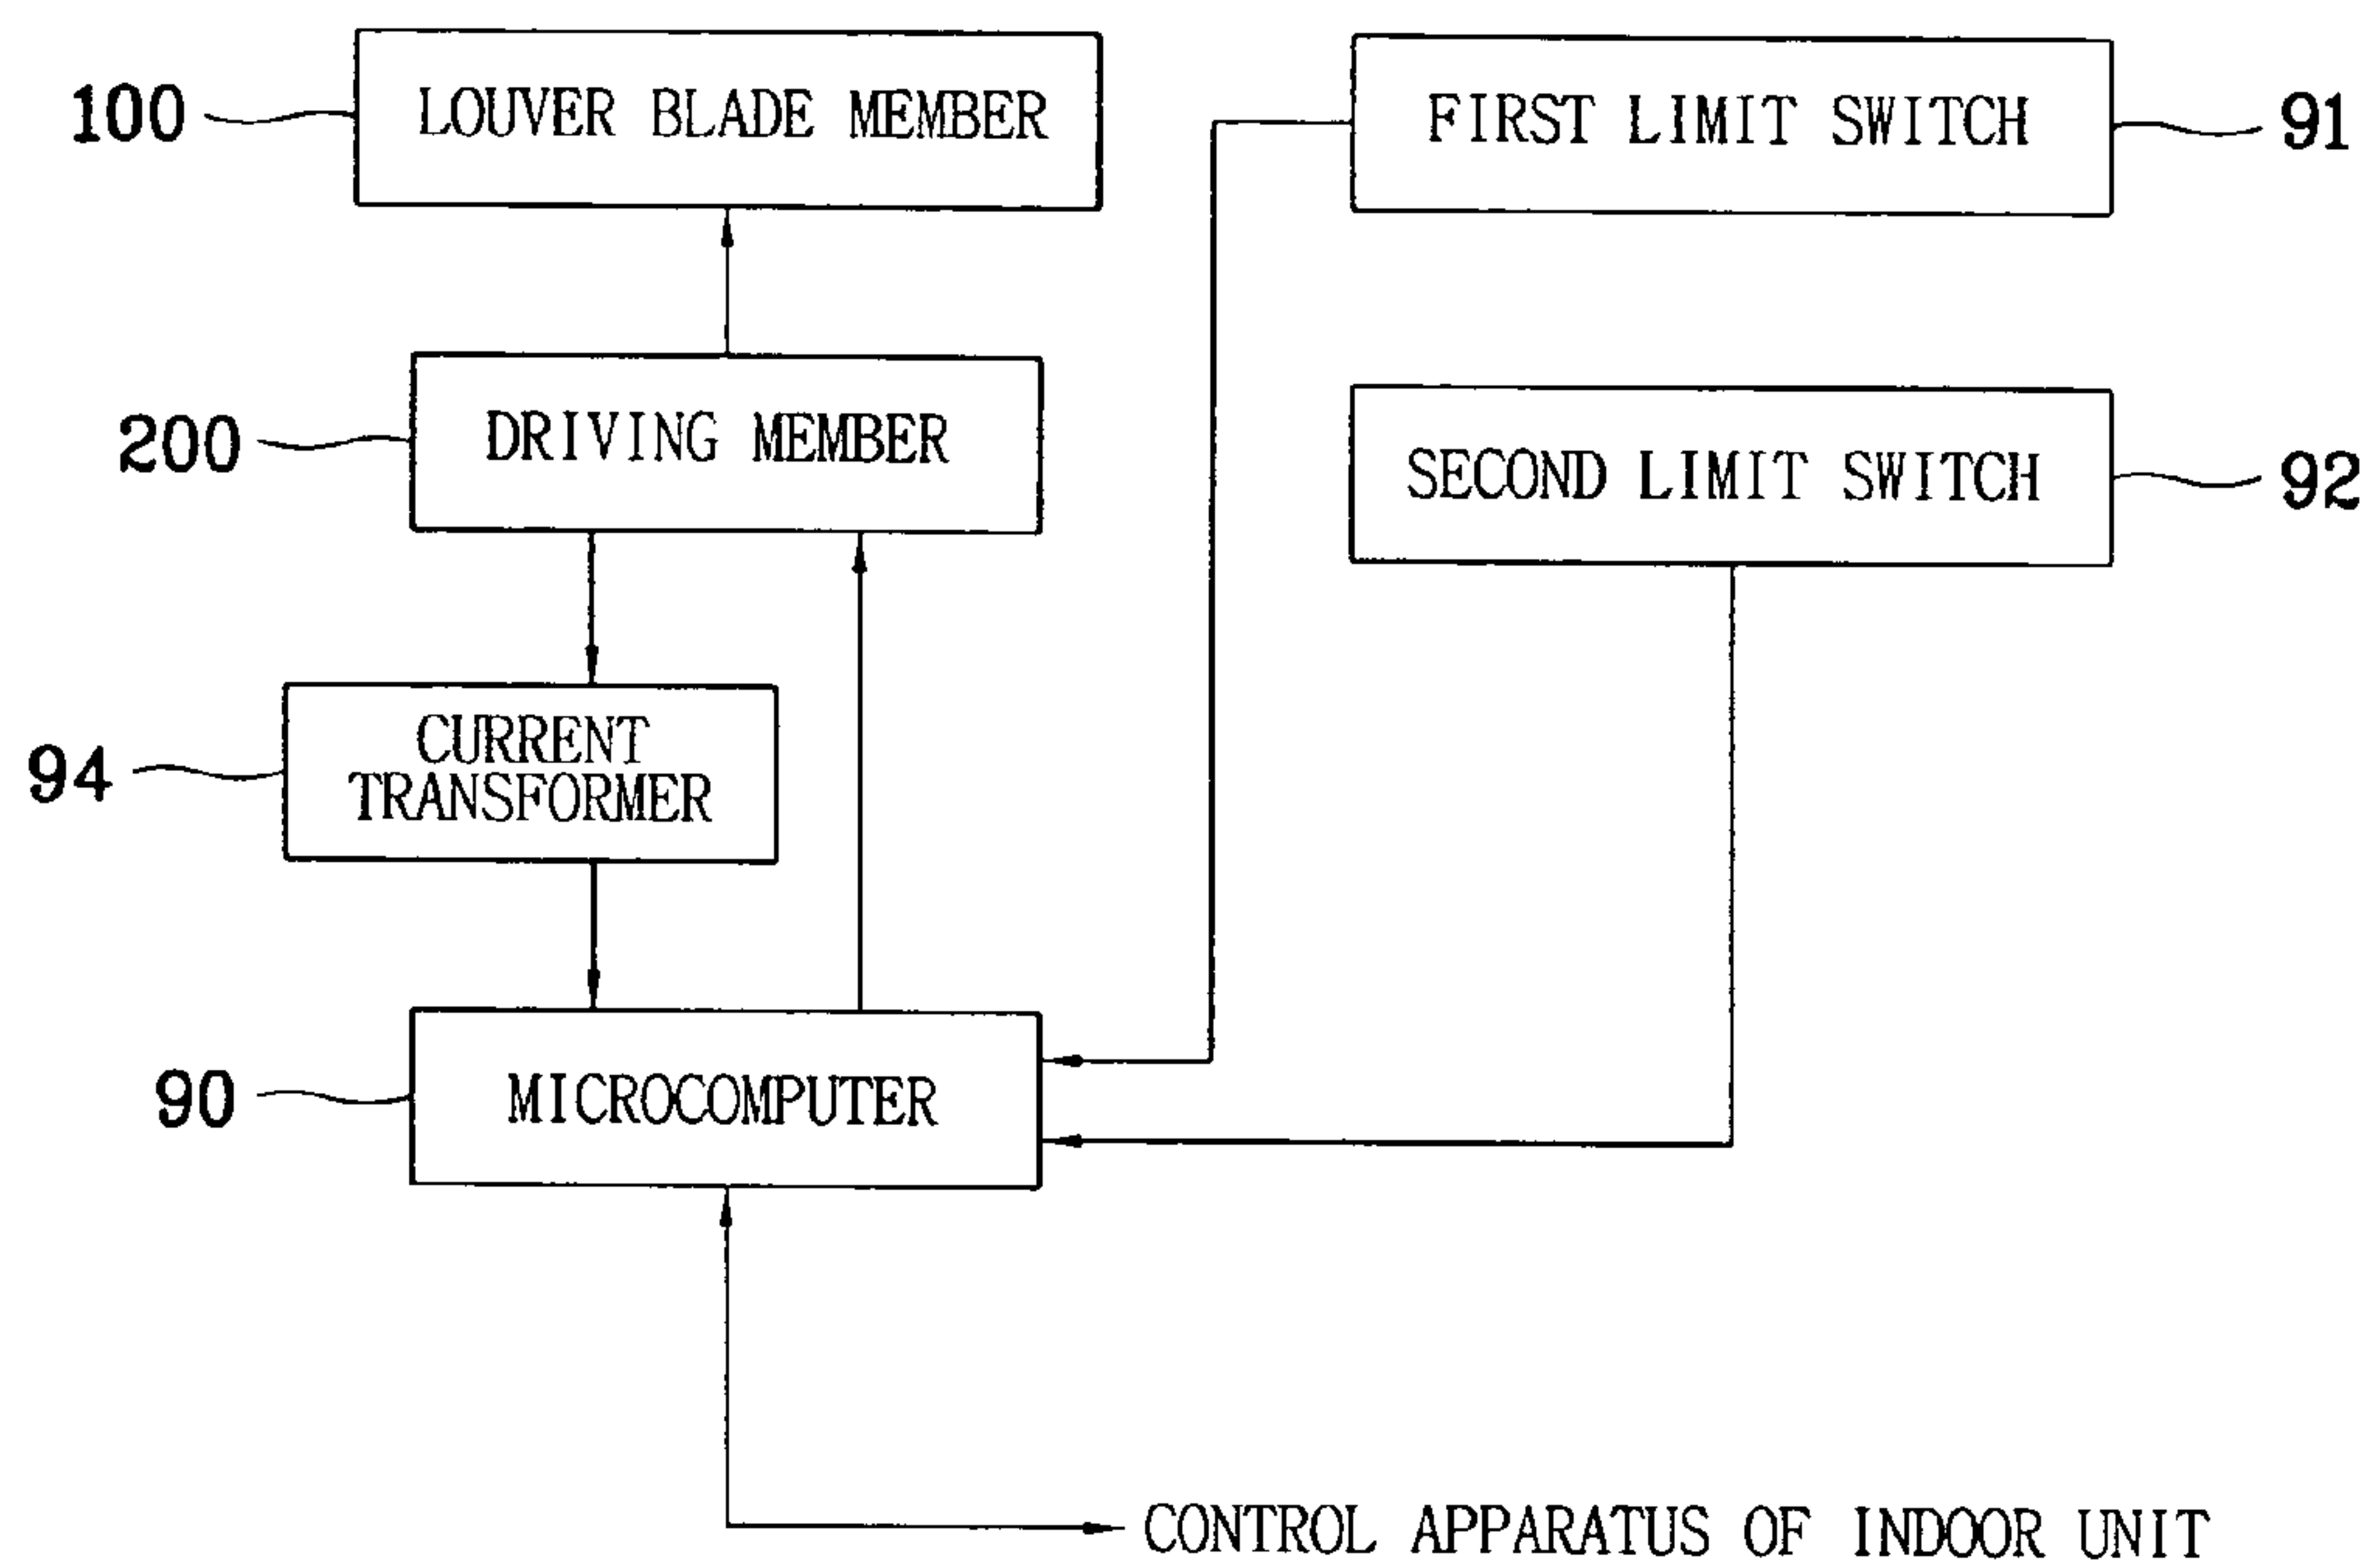 100
LOUVER BLADE MEMBER
FIRST LIMIT SWITCH
91
200
DRIVING MEMBER
SECOND LIMIT SWITCH
92
94
CURRENT
TRANSFORMER
90
MICROCOMPUTER
CONTROL APPARATUS OF INDOOR UNIT